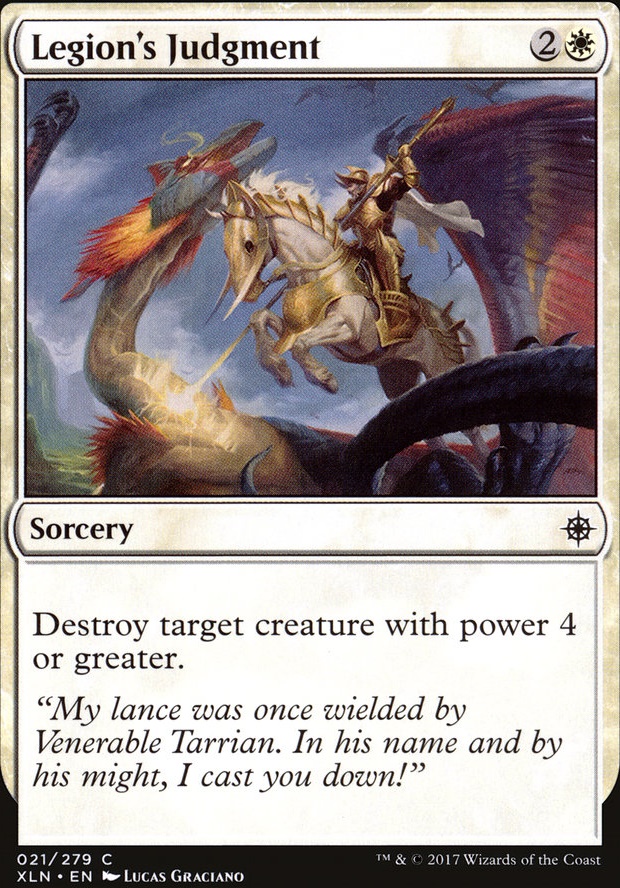 Legion's Judgment 2
Sorcery
Destroy target creature with power 4
or greater.
“My lance was once wielded by
Venerable Tarrian. In his name and by
his might, I cast you down!”
021/279 C
XLN • EN Lucas Graciano
™ & © 2017 Wizards of the Coast